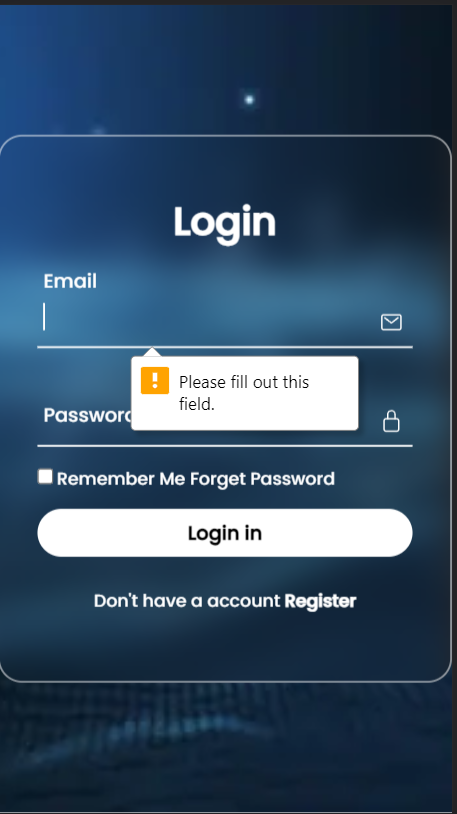 Login
Email
Please fill out this
field.
Password
Remember Me Forget Password
Login in
Don't have a account Register